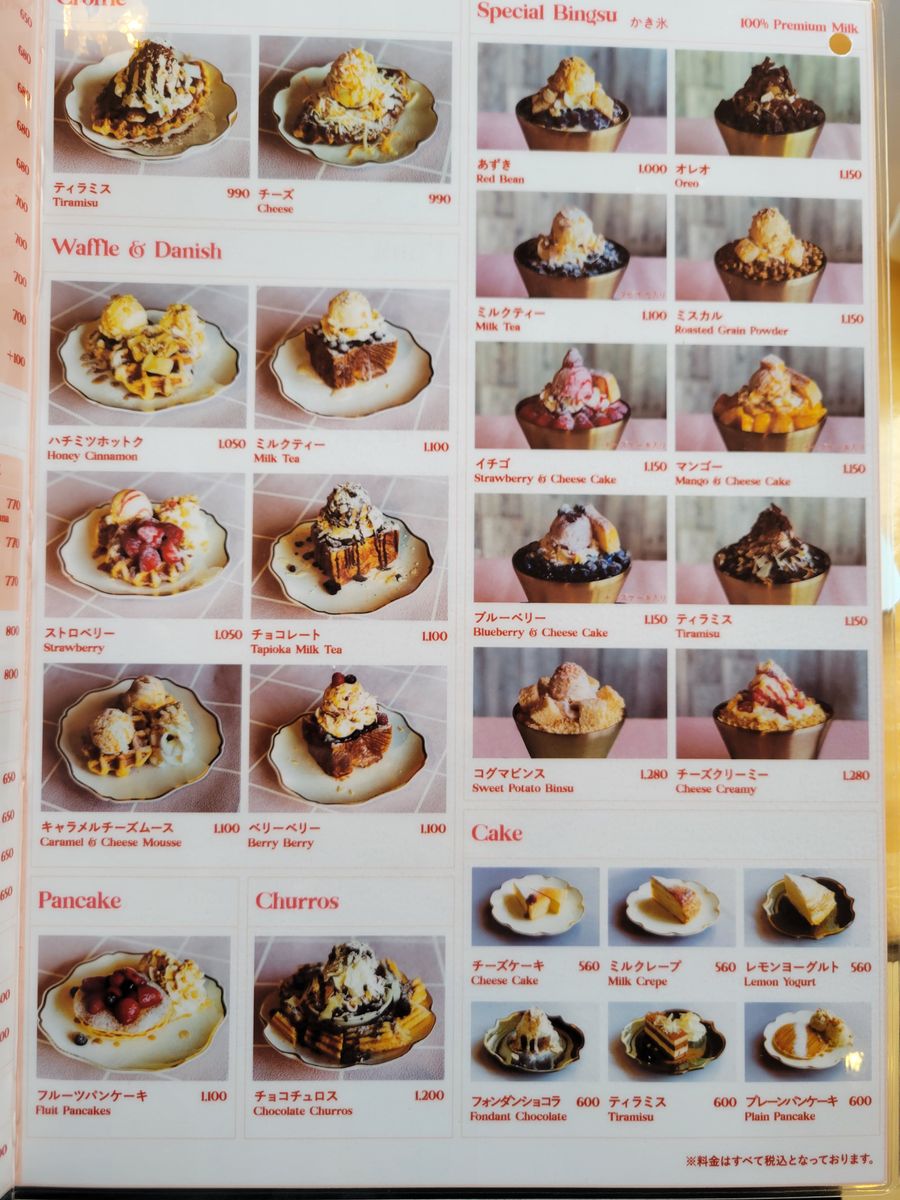 Croffle
ティラミス 990
Tiramisu
チーズ 990
Cheese
Waffle & Danish
ハチミツホットク 1.050
Honey Cinnamon
ミルクティー 1.100
Milk Tea
ストロベリー 1.050
Strawberry
チョコレート 1.100
Tapioka Milk Tea
キャラメルチーズムース 1.100
Caramel & Cheese Mousse
ベリーベリー 1.100
Berry Berry
Pancake
フルーツパンケーキ 1.100
Fluit Pancakes
Churros
チョコチュロス 1.200
Chocolate Churros
Special Bingsu かき氷 100% Premium Milk
あずき 1.000
Red Bean
オレオ 1.150
Oreo
ミルクティー 1.100
Milk Tea
ミスカル 1.150
Roasted Grain Powder
イチゴ 1.150
Strawberry & Cheese Cake
マンゴー 1.150
Mango & Cheese Cake
ブルーベリー 1.150
Blueberry & Cheese Cake
ティラミス 1.150
Tiramisu
コグマビンス 1.280
Sweet Potato Binsu
チーズクリーミー 1.280
Cheese Creamy
Cake
チーズケーキ 560
Cheese Cake
ミルクレープ 560
Milk Crepe
レモンヨーグルト 560
Lemon Yogurt
フォンダンショコラ 600
Fondant Chocolate
ティラミス 600
Tiramisu
プレーンパンケーキ 600
Plain Pancake
※料金はすべて税込となっております。
650
680
680
680
680
700
700
700
700
+100
770
770
770
800
800
650
650
650
650